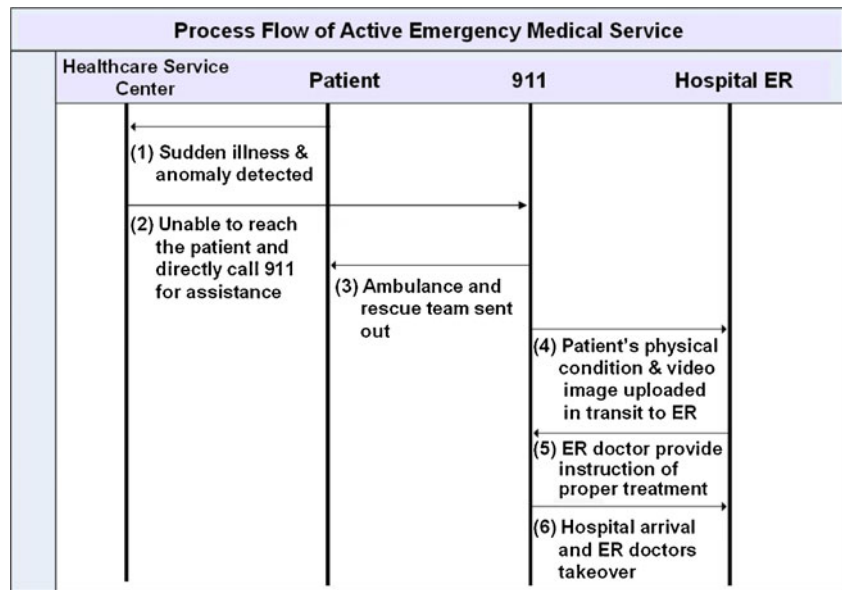 Process Flow of Active Emergency Medical Service
Healthcare Service
Center
Patient
911
Hospital ER
(1) Sudden illness &
anomaly detected
(2) Unable to reach
the patient and
directly call 911
for assistance
(3) Ambulance and
rescue team sent
out
(4) Patient's physical
condition & video
image uploaded
in transit to ER
(5) ER doctor provide
instruction of
proper treatment
(6) Hospital arrival
and ER doctors
takeover